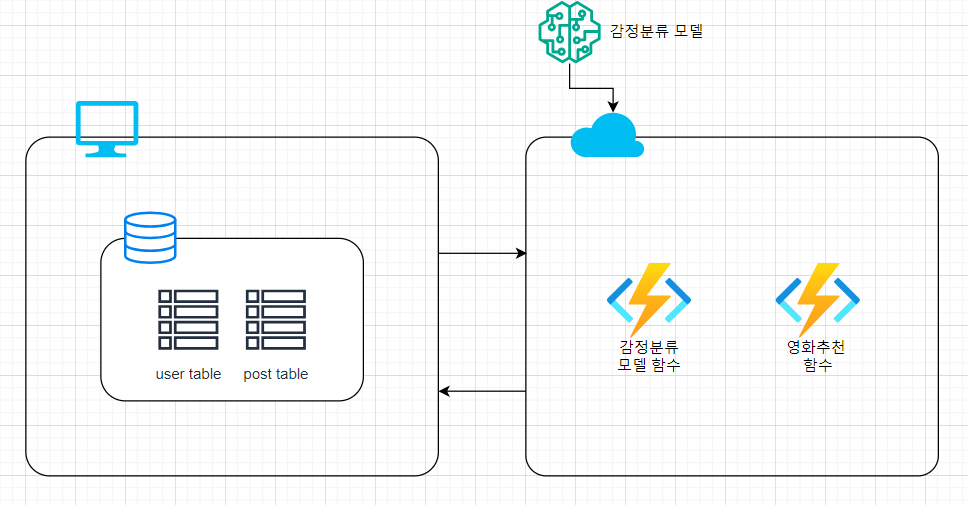 감정분류 모델
감정분류
모델 함수
영화추천
함수
user table
post table